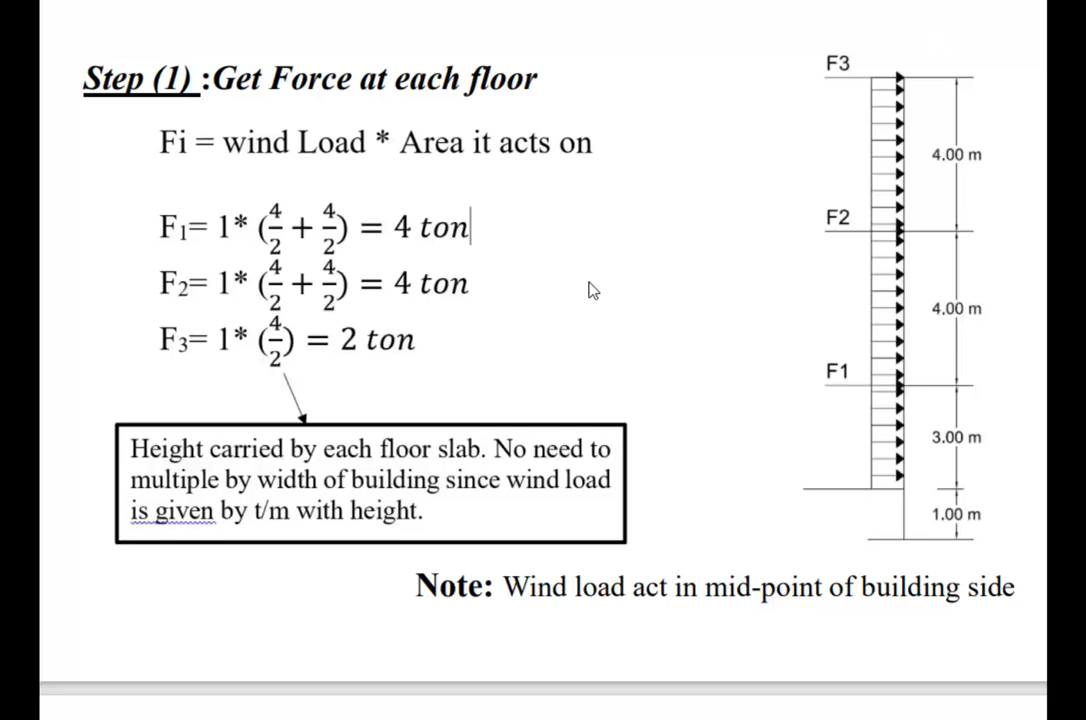 Step (1) :Get Force at each floor
Fi = wind Load * Area it acts on
F1= 1* (4/2 + 4/2) = 4 ton
F2= 1* (4/2 + 4/2) = 4 ton
F3= 1* (4/2) = 2 ton
Height carried by each floor slab. No need to
multiple by width of building since wind load
is given by t/m with height.
F3
4.00 m
F2
4.00 m
F1
3.00 m
1.00 m
Note: Wind load act in mid-point of building side